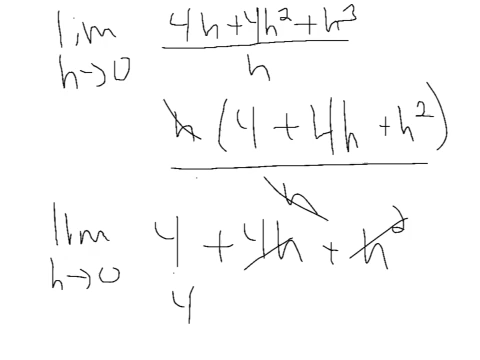 lim 4h+4h²+h³
h→0 h
h(4+4h+h²)
h
lim 4+4h+h²
h→0
4